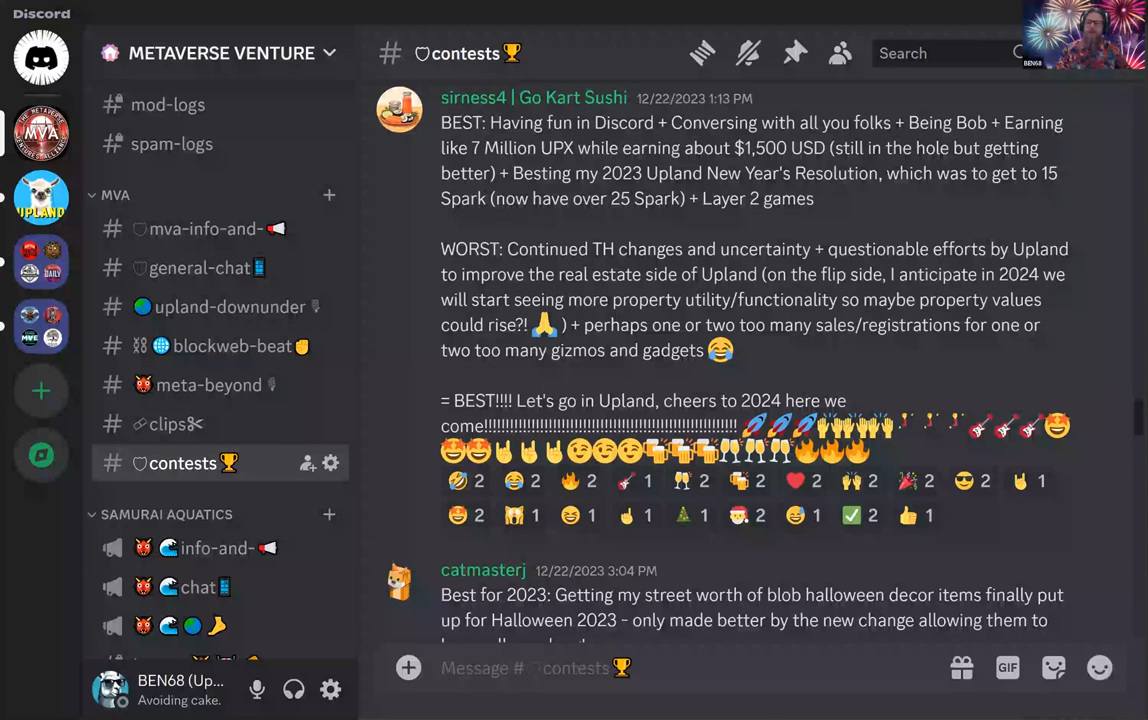 Discord
METAVERSE VENTURE
# contests🏆
Search
BEN68
mod-logs
spam-logs
MVA
mva-info-and-📢
general-chat📱
🌏upland-downunder🎙
⛓🌐blockweb-beat✊
👹meta-beyond🎙
📎clips✂
contests🏆
SAMURAI AQUATICS
👹🌊info-and-📢
👹🌊chat📱
👹🌊🌏🦶
BEN68 (Up...
Avoiding cake.
MVA
UPLAND
DAILY
MVE
sirness4 | Go Kart Sushi 12/22/2023 1:13 PM
BEST: Having fun in Discord + Conversing with all you folks + Being Bob + Earning
like 7 Million UPX while earning about $1,500 USD (still in the hole but getting
better) + Besting my 2023 Upland New Year's Resolution, which was to get to 15
Spark (now have over 25 Spark) + Layer 2 games
WORST: Continued TH changes and uncertainty + questionable efforts by Upland
to improve the real estate side of Upland (on the flip side, I anticipate in 2024 we
will start seeing more property utility/functionality so maybe property values
could rise?! 🙏 ) + perhaps one or two too many sales/registrations for one or
two too many gizmos and gadgets 😂
= BEST!!!! Let's go in Upland, cheers to 2024 here we
come!!!!!!!!!!!!!!!!!!!!!!!!!!!!!!!!!!!!!!!!!!!!!!!!!!!!!!!!!!! 🚀🚀🚀🙌🙌🙌💃💃💃🎸🎸🎸🤩
🤩🤩🤘🤘🤘😉😉😉🍻🍻🍻🥂🥂🥂🔥🔥🔥
🤣 2 😂 2 🔥 2 🎸 1 🥂 2 🍻 2 ❤️ 2 🙌 2 🎉 2 😎 2 🤘 1
🤩 2 🙀 1 😆 1 ☝️ 1 🎄 1 🎅 2 😅 1 ✅ 2 👍 1
catmasterj 12/22/2023 3:04 PM
Best for 2023: Getting my street worth of blob halloween decor items finally put
up for Halloween 2023 - only made better by the new change allowing them to
Message # contests🏆
GIF